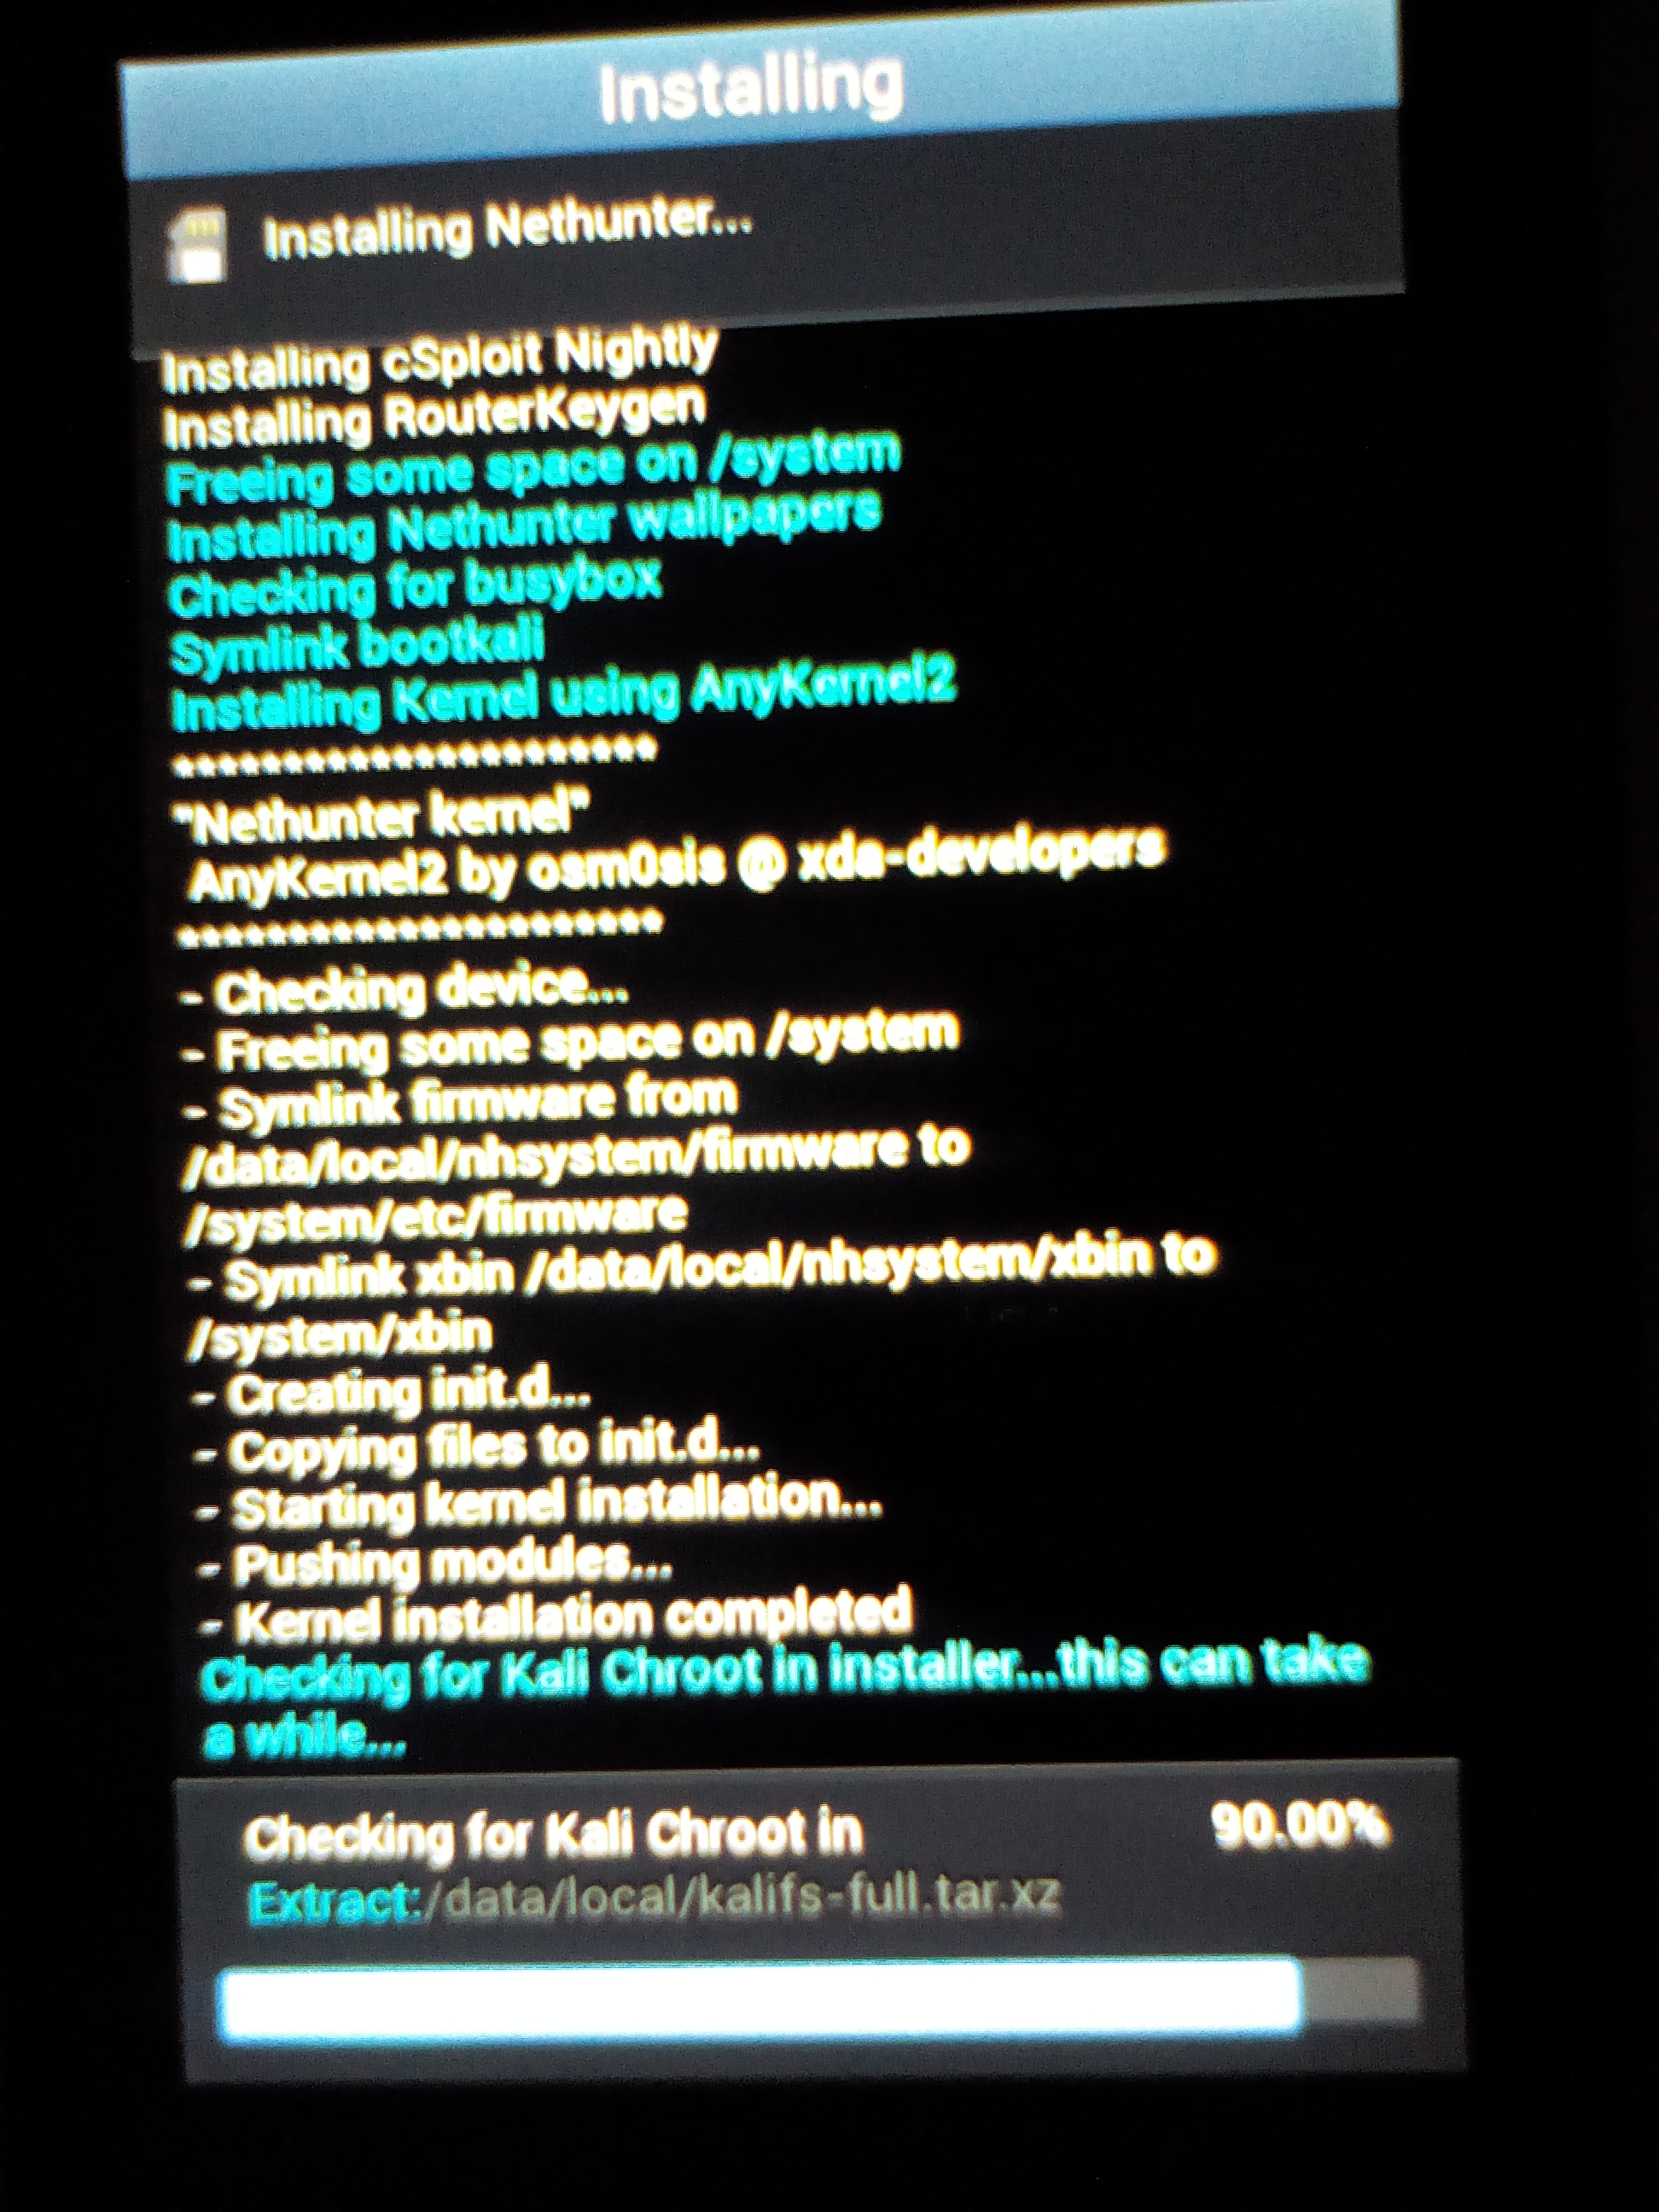 Installing
Installing Nethunter...
Installing cSploit Nightly
Installing RouterKeygen
Freeing some space on /system
Installing Nethunter wallpapers
Checking for busybox
Symlink bootkali
Installing Kernel using AnyKernel2
**********************
"Nethunter kernel"
AnyKernel2 by osm0sis @ xda-developers
**********************
- Checking device...
- Freeing some space on /system
- Symlink firmware from
/data/local/nhsystem/firmware to
/system/etc/firmware
- Symlink xbin /data/local/nhsystem/xbin to
/system/xbin
- Creating init.d...
- Copying files to init.d...
- Starting kernel installation...
- Pushing modules...
- Kernel installation completed
Checking for Kali Chroot in installer...this can take
a while...
Checking for Kali Chroot in 90.00%
Extract:/data/local/kalifs-full.tar.xz